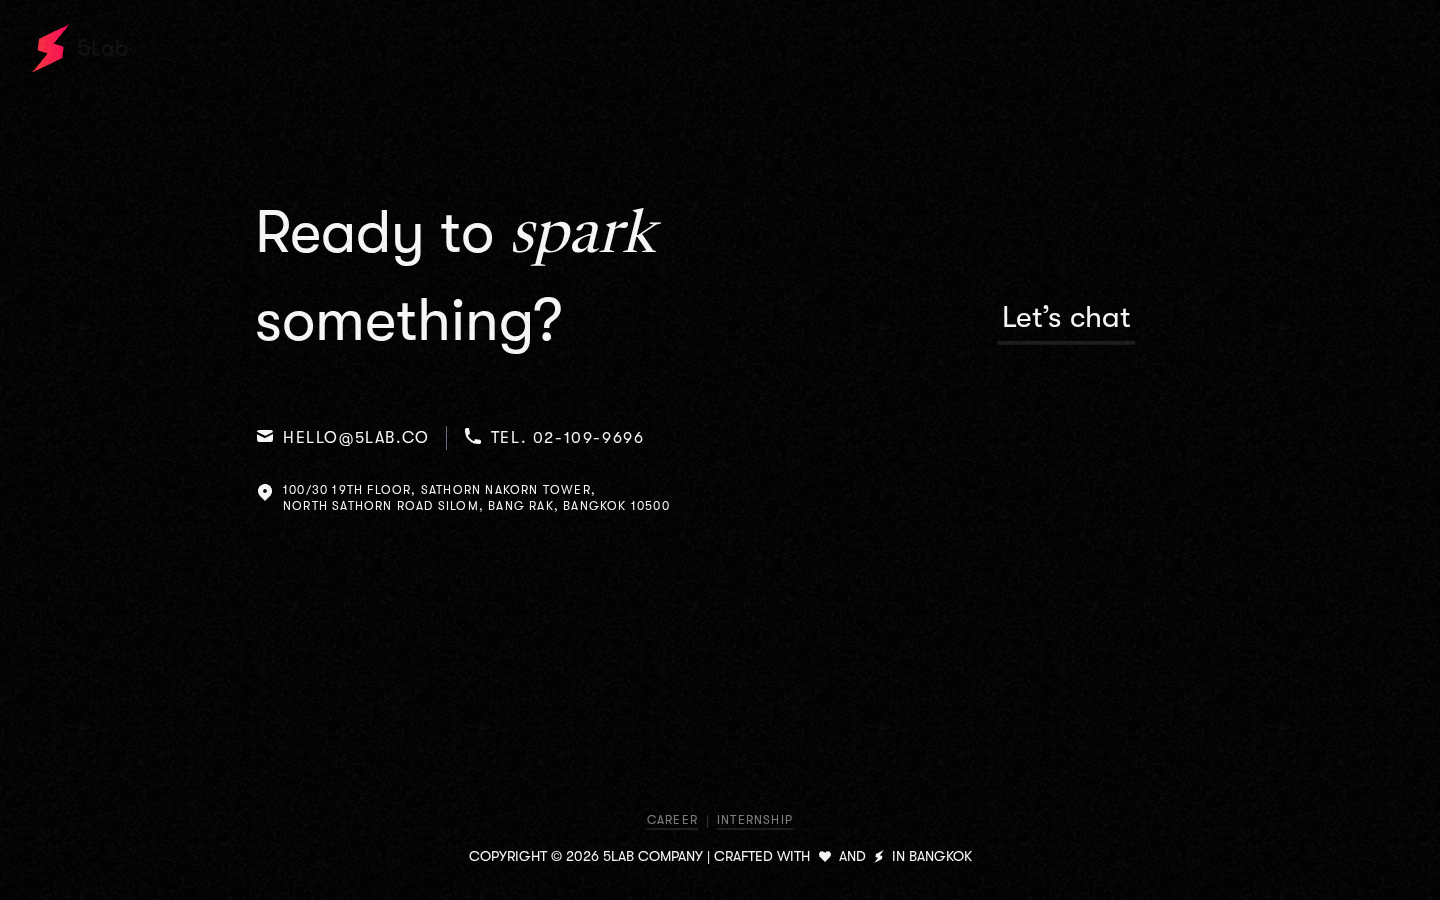 5Lab
Ready to spark
something?
Let’s chat
HELLO@5LAB.CO
TEL. 02-109-9696
100/30 19TH FLOOR, SATHORN NAKORN TOWER,
NORTH SATHORN ROAD SILOM, BANG RAK, BANGKOK 10500
CAREER | INTERNSHIP
COPYRIGHT © 2026 5LAB COMPANY | CRAFTED WITH AND IN BANGKOK